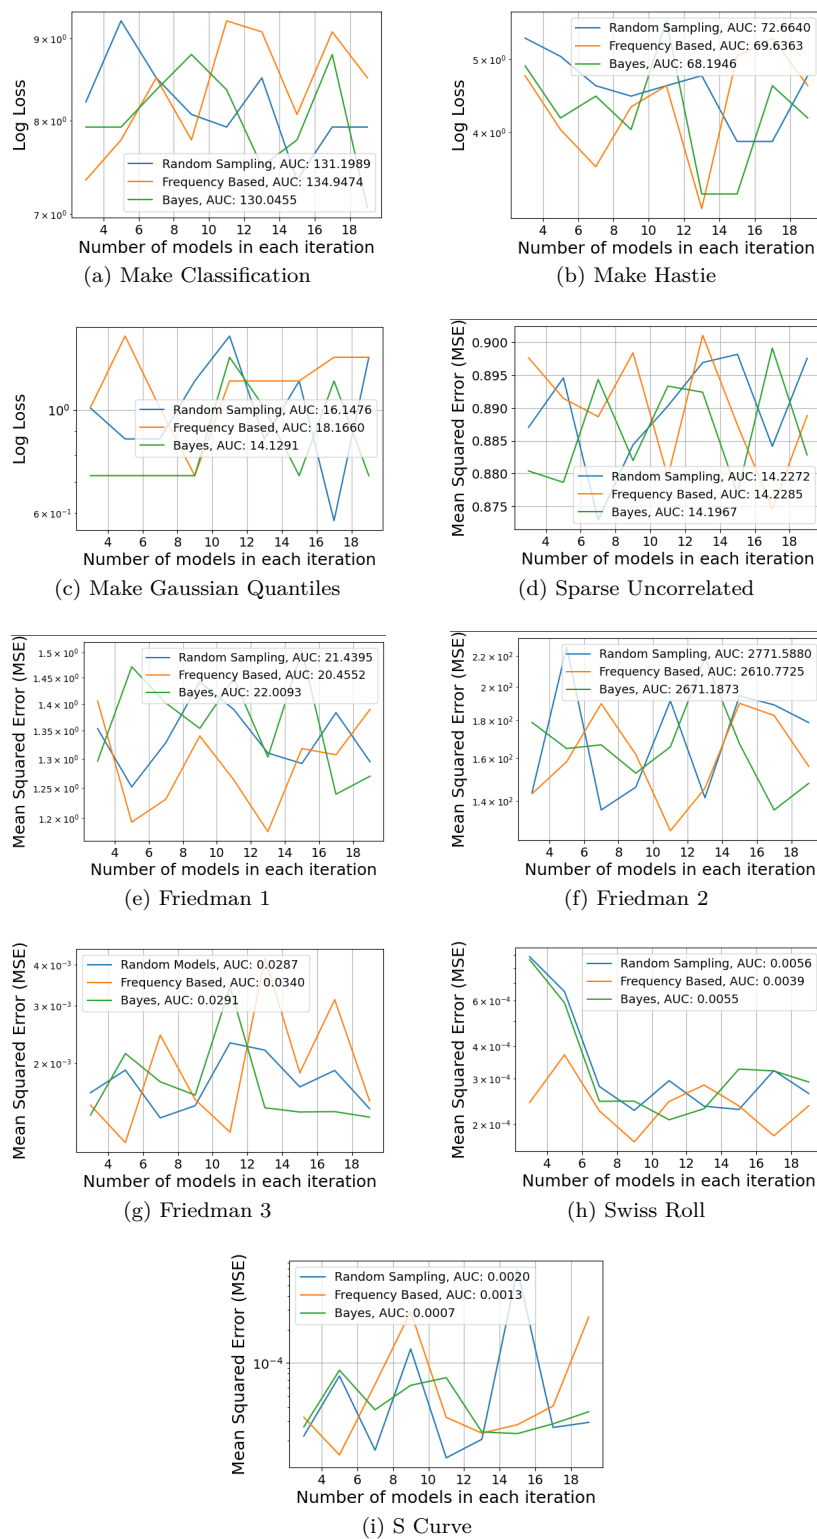 9 × 10⁰
8 × 10⁰
7 × 10⁰
Log Loss
Random Sampling, AUC: 131.1989
Frequency Based, AUC: 134.9474
Bayes, AUC: 130.0455
4 6 8 10 12 14 16 18
Number of models in each iteration
(a) Make Classification
5 × 10⁰
4 × 10⁰
Log Loss
Random Sampling, AUC: 72.6640
Frequency Based, AUC: 69.6363
Bayes, AUC: 68.1946
4 6 8 10 12 14 16 18
Number of models in each iteration
(b) Make Hastie
10⁰
6 × 10⁻¹
Log Loss
Random Sampling, AUC: 16.1476
Frequency Based, AUC: 18.1660
Bayes, AUC: 14.1291
4 6 8 10 12 14 16 18
Number of models in each iteration
(c) Make Gaussian Quantiles
0.900
0.895
0.890
0.885
0.880
0.875
Mean Squared Error (MSE)
Random Sampling, AUC: 14.2272
Frequency Based, AUC: 14.2285
Bayes, AUC: 14.1967
4 6 8 10 12 14 16 18
Number of models in each iteration
(d) Sparse Uncorrelated
1.5 × 10⁰
1.45 × 10⁰
1.4 × 10⁰
1.35 × 10⁰
1.3 × 10⁰
1.25 × 10⁰
1.2 × 10⁰
Mean Squared Error (MSE)
Random Sampling, AUC: 21.4395
Frequency Based, AUC: 20.4552
Bayes, AUC: 22.0093
4 6 8 10 12 14 16 18
Number of models in each iteration
(e) Friedman 1
2.2 × 10²
2 × 10²
1.8 × 10²
1.6 × 10²
1.4 × 10²
Mean Squared Error (MSE)
Random Sampling, AUC: 2771.5880
Frequency Based, AUC: 2610.7725
Bayes, AUC: 2671.1873
4 6 8 10 12 14 16 18
Number of models in each iteration
(f) Friedman 2
4 × 10⁻³
3 × 10⁻³
2 × 10⁻³
Mean Squared Error (MSE)
Random Models, AUC: 0.0287
Frequency Based, AUC: 0.0340
Bayes, AUC: 0.0291
4 6 8 10 12 14 16 18
Number of models in each iteration
(g) Friedman 3
6 × 10⁻⁴
4 × 10⁻⁴
3 × 10⁻⁴
2 × 10⁻⁴
Mean Squared Error (MSE)
Random Sampling, AUC: 0.0056
Frequency Based, AUC: 0.0039
Bayes, AUC: 0.0055
4 6 8 10 12 14 16 18
Number of models in each iteration
(h) Swiss Roll
10⁻⁴
Mean Squared Error (MSE)
Random Sampling, AUC: 0.0020
Frequency Based, AUC: 0.0013
Bayes, AUC: 0.0007
4 6 8 10 12 14 16 18
Number of models in each iteration
(i) S Curve